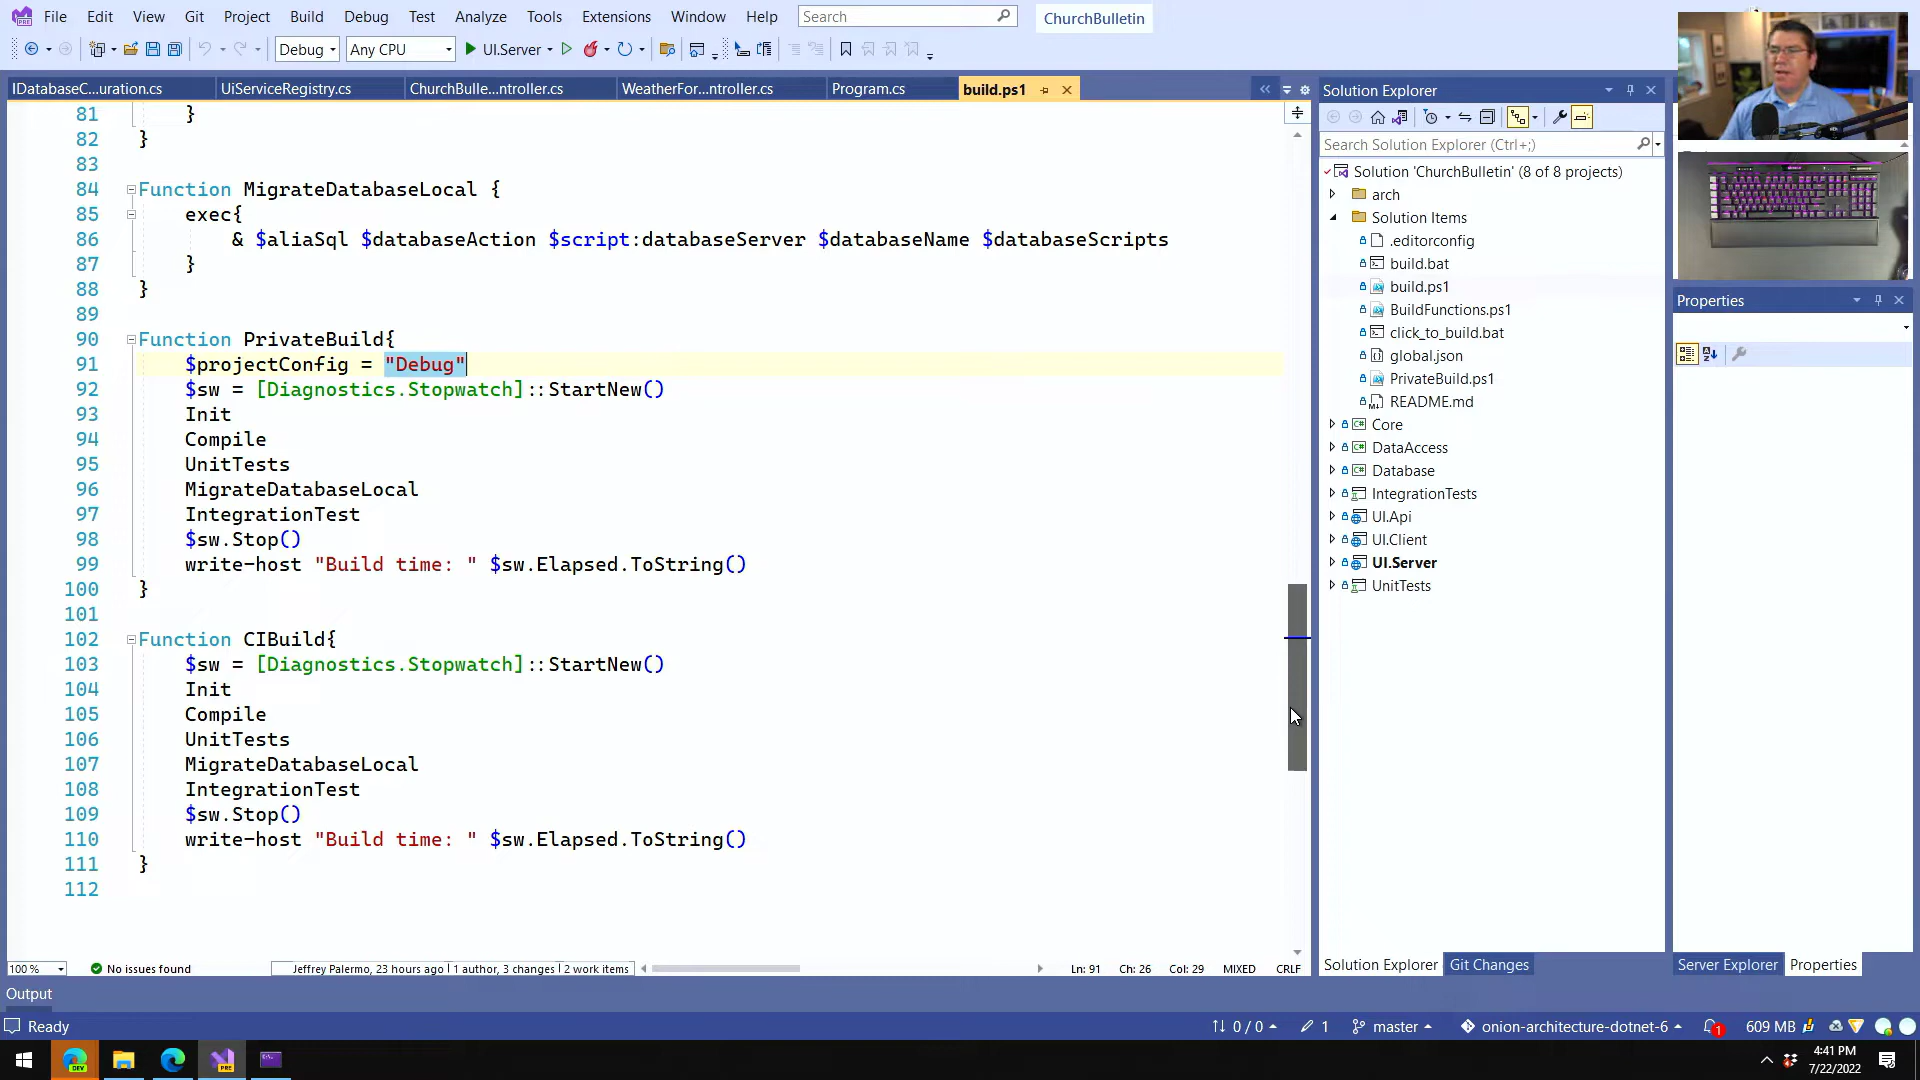 File Edit View Git Project Build Debug Test Analyze Tools Extensions Window Help Search ChurchBulletin
Debug Any CPU UI.Server
IDatabaseC...uration.cs UiServiceRegistry.cs ChurchBulle...ntroller.cs WeatherFor...ntroller.cs Program.cs build.ps1
81 }
82 }
83
84 Function MigrateDatabaseLocal {
85 exec{
86 & $aliaSql $databaseAction $script:databaseServer $databaseName $databaseScripts
87 }
88 }
89
90 Function PrivateBuild{
91 $projectConfig = "Debug"
92 $sw = [Diagnostics.Stopwatch]::StartNew()
93 Init
94 Compile
95 UnitTests
96 MigrateDatabaseLocal
97 IntegrationTest
98 $sw.Stop()
99 write-host "Build time: " $sw.Elapsed.ToString()
100 }
101
102 Function CIBuild{
103 $sw = [Diagnostics.Stopwatch]::StartNew()
104 Init
105 Compile
106 UnitTests
107 MigrateDatabaseLocal
108 IntegrationTest
109 $sw.Stop()
110 write-host "Build time: " $sw.Elapsed.ToString()
111 }
112
100 % No issues found Jeffrey Palermo, 23 hours ago | 1 author, 3 changes | 2 work items Ln: 91 Ch: 26 Col: 29 MIXED CRLF
Solution Explorer
Search Solution Explorer (Ctrl+;)
Solution 'ChurchBulletin' (8 of 8 projects)
arch
Solution Items
.editorconfig
build.bat
build.ps1
BuildFunctions.ps1
click_to_build.bat
global.json
PrivateBuild.ps1
README.md
Core
DataAccess
Database
IntegrationTests
UI.Api
UI.Client
UI.Server
UnitTests
Solution Explorer Git Changes
Properties
Server Explorer Properties
Output
Ready 0 / 0 1 master onion-architecture-dotnet-6 1 609 MB
DEV PRE 4:41 PM
7/22/2022